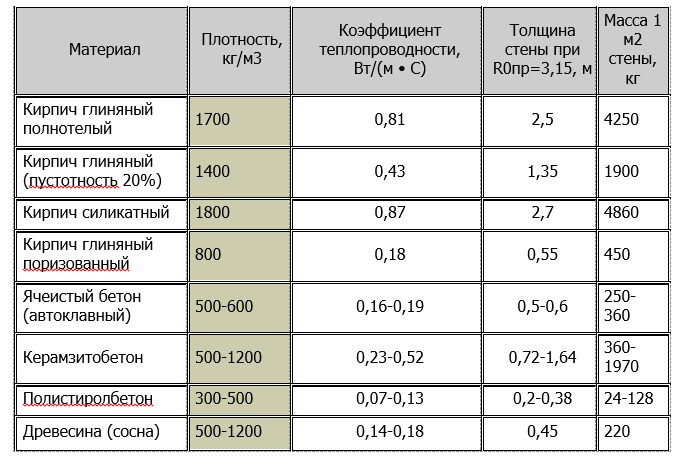 Материал
Плотность,
кг/м3
Коэффициент
теплопроводности,
Вт/(м • С)
Толщина
стены при
R0пр=3,15, м
Масса 1
м2
стены,
кг
Кирпич глиняный
полнотелый
1700
0,81
2,5
4250
Кирпич глиняный
(пустотность 20%)
1400
0,43
1,35
1900
Кирпич силикатный
1800
0,87
2,7
4860
Кирпич глиняный
поризованный
800
0,18
0,55
450
Ячеистый бетон
(автоклавный)
500-600
0,16-0,19
0,5-0,6
250-
360
Керамзитобетон
500-1200
0,23-0,52
0,72-1,64
360-
1970
Полистиролбетон
300-500
0,07-0,13
0,2-0,38
24-128
Древесина (сосна)
500-1200
0,14-0,18
0,45
220